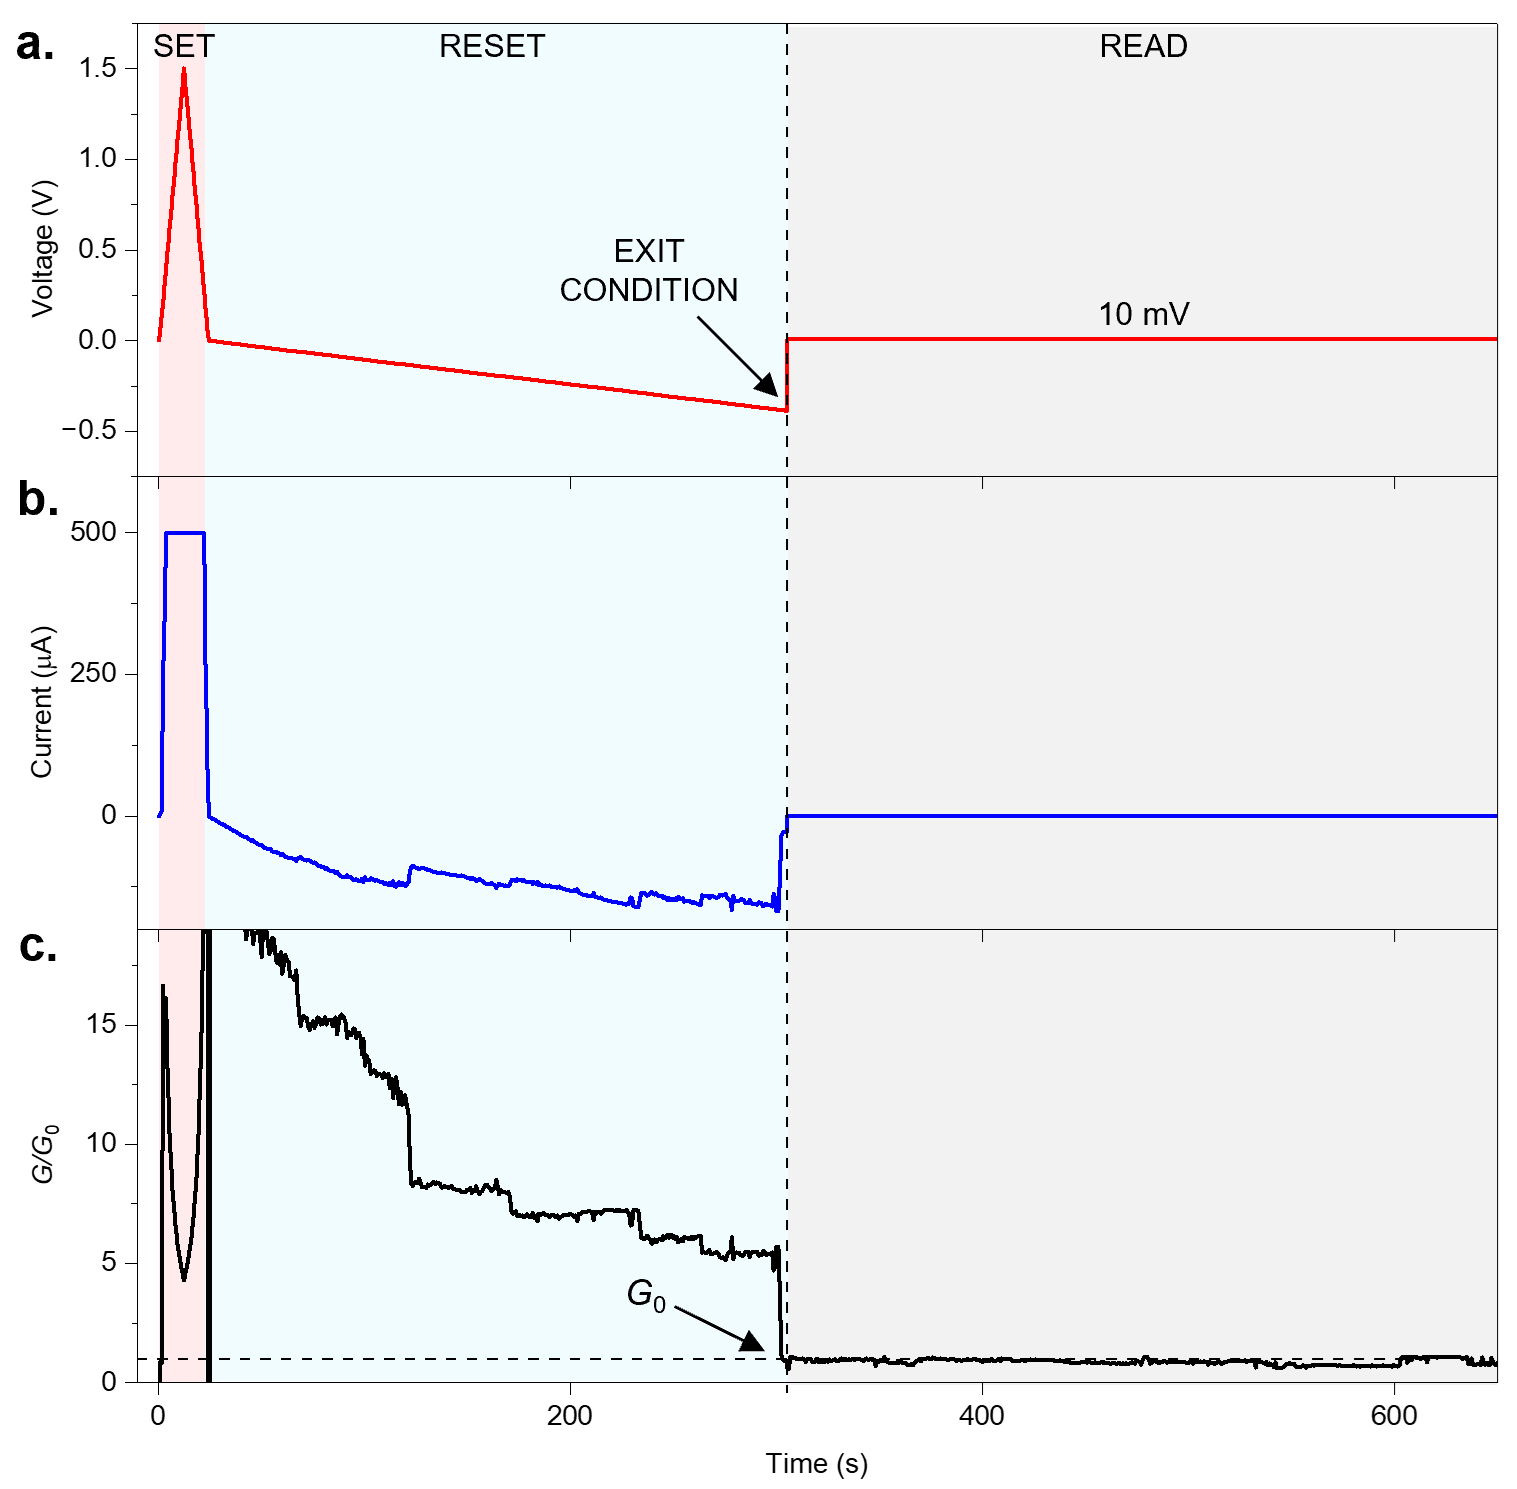 a.
SET
RESET
READ
1.5
1.0
0.5
0.0
−0.5
Voltage (V)
EXIT
CONDITION
10 mV
b.
500
250
0
Current (μA)
c.
15
10
5
0
G/G0
G0
0
200
400
600
Time (s)